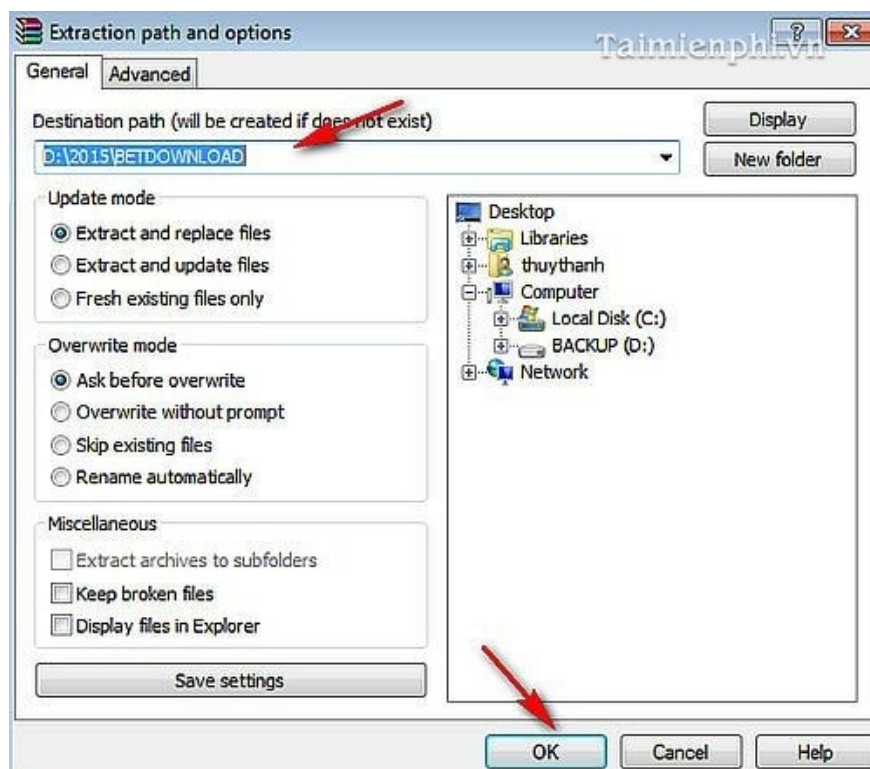 Extraction path and options
Taimienphi.vn
General
Advanced
Destination path (will be created if does not exist)
Display
D:\2015\BETDOWNLOAD
New folder
Update mode
Extract and replace files
Extract and update files
Fresh existing files only
Overwrite mode
Ask before overwrite
Overwrite without prompt
Skip existing files
Rename automatically
Miscellaneous
Extract archives to subfolders
Keep broken files
Display files in Explorer
Save settings
Desktop
Libraries
thuythanh
Computer
Local Disk (C:)
BACKUP (D:)
Network
OK
Cancel
Help